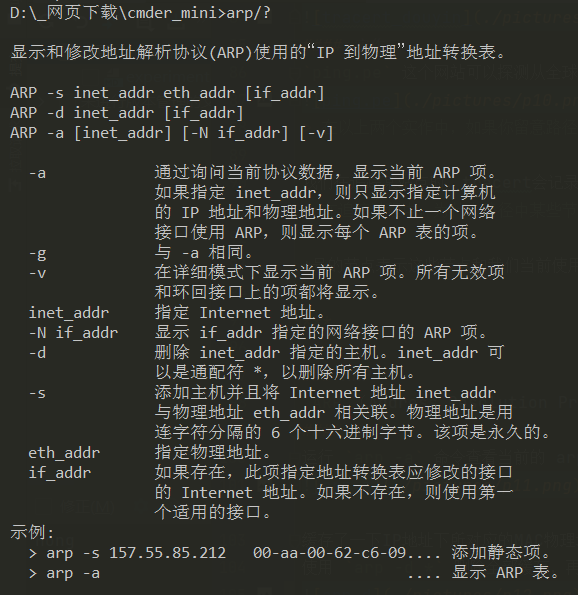 D:\_网页下载\cmder_mini>arp/?
显示和修改地址解析协议(ARP)使用的“IP 到物理”地址转换表。
ARP -s inet_addr eth_addr [if_addr]
ARP -d inet_addr [if_addr]
ARP -a [inet_addr] [-N if_addr] [-v]
-a 通过询问当前协议数据，显示当前 ARP 项。
如果指定 inet_addr，则只显示指定计算机
的 IP 地址和物理地址。如果不止一个网络
接口使用 ARP，则显示每个 ARP 表的项。
-g 与 -a 相同。
-v 在详细模式下显示当前 ARP 项。所有无效项
和环回接口上的项都将显示。
inet_addr 指定 Internet 地址。
-N if_addr 显示 if_addr 指定的网络接口的 ARP 项。
-d 删除 inet_addr 指定的主机。inet_addr 可
以是通配符 *，以删除所有主机。
-s 添加主机并且将 Internet 地址 inet_addr
与物理地址 eth_addr 相关联。物理地址是用
连字符分隔的 6 个十六进制字节。该项是永久的。
eth_addr 指定物理地址。
if_addr 如果存在，此项指定地址转换表应修改的接口
的 Internet 地址。如果不存在，则使用第一
个适用的接口。
示例:
> arp -s 157.55.85.212 00-aa-00-62-c6-09.... 添加静态项。
> arp -a .... 显示 ARP 表。